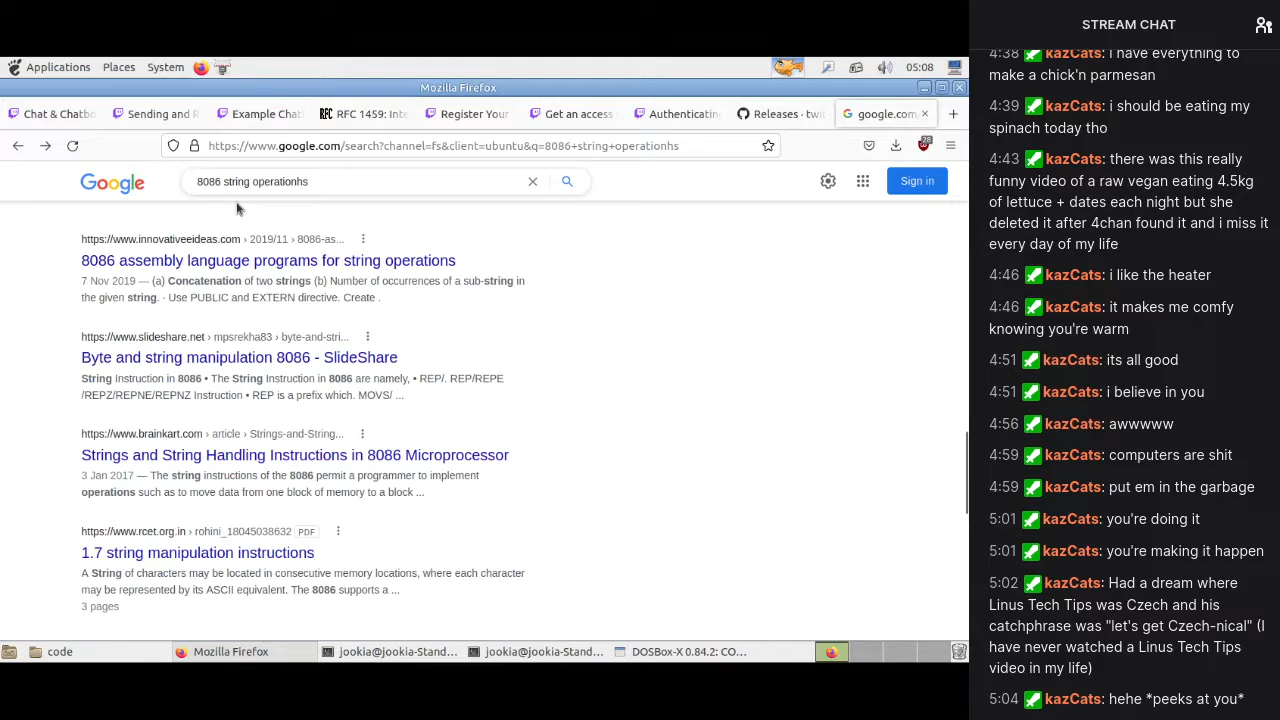 STREAM CHAT
Applications Places System 05:08
Mozilla Firefox
Chat & Chatbo Sending and R Example Chat RFC 1459: Inte Register Your Get an access Authenticatin Releases · twit google.com/
https://www.google.com/search?channel=fs&client=ubuntu&q=8086+string+operationhs 28
Google 8086 string operationhs Sign in
https://www.innovativeeideas.com › 2019/11 › 8086-as...
8086 assembly language programs for string operations
7 Nov 2019 — (a) Concatenation of two strings (b) Number of occurrences of a sub-string in
the given string. · Use PUBLIC and EXTERN directive. Create .
https://www.slideshare.net › mpsrekha83 › byte-and-stri...
Byte and string manipulation 8086 - SlideShare
String Instruction in 8086 • The String Instruction in 8086 are namely, • REP/. REP/REPE
/REPZ/REPNE/REPNZ Instruction • REP is a prefix which. MOVS/ ...
https://www.brainkart.com › article › Strings-and-String...
Strings and String Handling Instructions in 8086 Microprocessor
3 Jan 2017 — The string instructions of the 8086 permit a programmer to implement
operations such as to move data from one block of memory to a block ...
https://www.rcet.org.in › rohini_18045038632 PDF
1.7 string manipulation instructions
A String of characters may be located in consecutive memory locations, where each character
may be represented by its ASCII equivalent. The 8086 supports a ...
3 pages
code Mozilla Firefox jookia@jookia-Stand... jookia@jookia-Stand... DOSBox-X 0.84.2: CO...
4:38 kazCats: i have everything to
make a chick'n parmesan
4:39 kazCats: i should be eating my
spinach today tho
4:43 kazCats: there was this really
funny video of a raw vegan eating 4.5kg
of lettuce + dates each night but she
deleted it after 4chan found it and i miss it
every day of my life
4:46 kazCats: i like the heater
4:46 kazCats: it makes me comfy
knowing you're warm
4:51 kazCats: its all good
4:51 kazCats: i believe in you
4:56 kazCats: awwwww
4:59 kazCats: computers are shit
4:59 kazCats: put em in the garbage
5:01 kazCats: you're doing it
5:01 kazCats: you're making it happen
5:02 kazCats: Had a dream where
Linus Tech Tips was Czech and his
catchphrase was "let's get Czech-nical" (I
have never watched a Linus Tech Tips
video in my life)
5:04 kazCats: hehe *peeks at you*